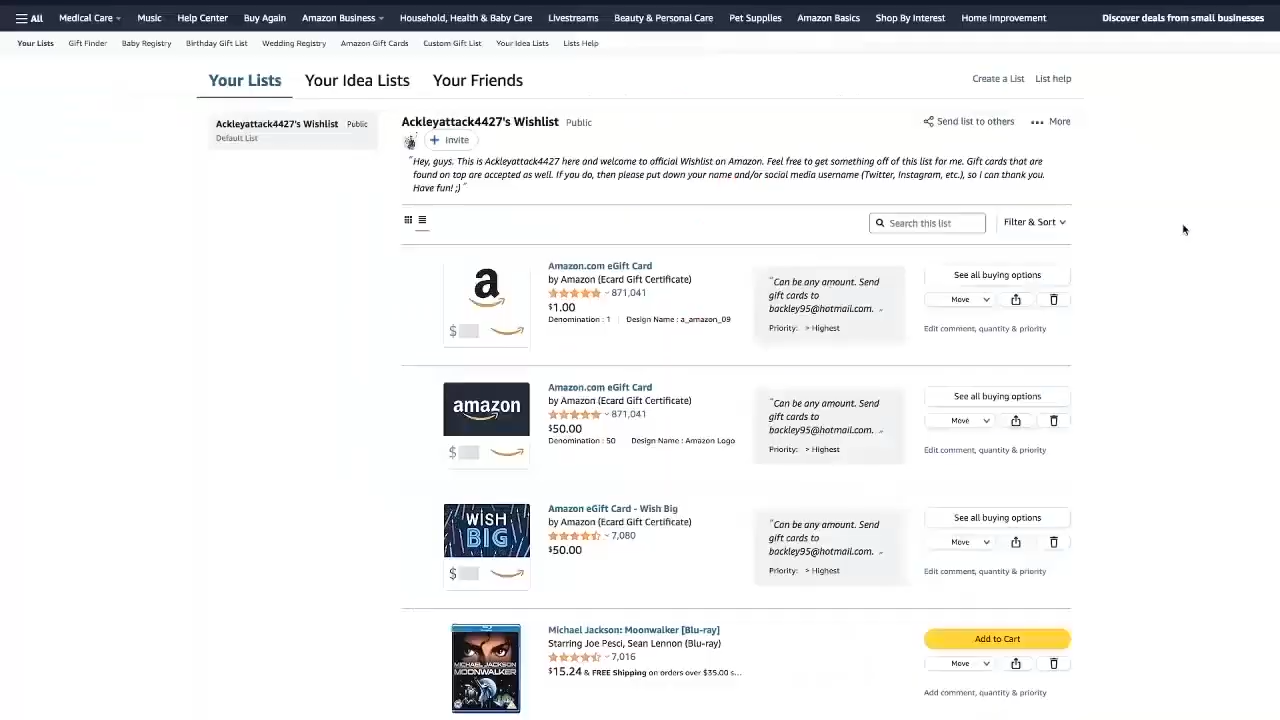 All Medical Care Music Help Center Buy Again Amazon Business Household, Health & Baby Care Livestreams Beauty & Personal Care Pet Supplies Amazon Basics Shop By Interest Home Improvement Discover deals from small businesses
Your Lists Gift Finder Baby Registry Birthday Gift List Wedding Registry Amazon Gift Cards Custom Gift List Your Idea Lists Lists Help
Your Lists Your Idea Lists Your Friends Create a List List help
Ackleyattack4427's Wishlist Public
Default List
Ackleyattack4427's Wishlist Public Send list to others More
+ Invite
"Hey, guys. This is Ackleyattack4427 here and welcome to official Wishlist on Amazon. Feel free to get something off of this list for me. Gift cards that are
found on top are accepted as well. If you do, then please put down your name and/or social media username (Twitter, Instagram, etc.), so I can thank you.
Have fun! ;)"
Search this list Filter & Sort
a
$
Amazon.com eGift Card
by Amazon (Ecard Gift Certificate)
871,041
$1.00
Denomination : 1 | Design Name : a_amazon_09
"Can be any amount. Send
gift cards to
backley95@hotmail.com. "
Priority: > Highest
See all buying options
Move
Edit comment, quantity & priority
amazon
$
Amazon.com eGift Card
by Amazon (Ecard Gift Certificate)
871,041
$50.00
Denomination : 50 Design Name : Amazon Logo
"Can be any amount. Send
gift cards to
backley95@hotmail.com. "
Priority: > Highest
See all buying options
Move
Edit comment, quantity & priority
WISH
BIG
$
Amazon eGift Card - Wish Big
by Amazon (Ecard Gift Certificate)
7,080
$50.00
"Can be any amount. Send
gift cards to
backley95@hotmail.com. "
Priority: > Highest
See all buying options
Move
Edit comment, quantity & priority
MICHAEL JACKSON
MOONWALKER
Michael Jackson: Moonwalker [Blu-ray]
Starring Joe Pesci, Sean Lennon (Blu-ray)
7,016
$15.24 & FREE Shipping on orders over $35.00 s...
Add to Cart
Move
Add comment, quantity & priority